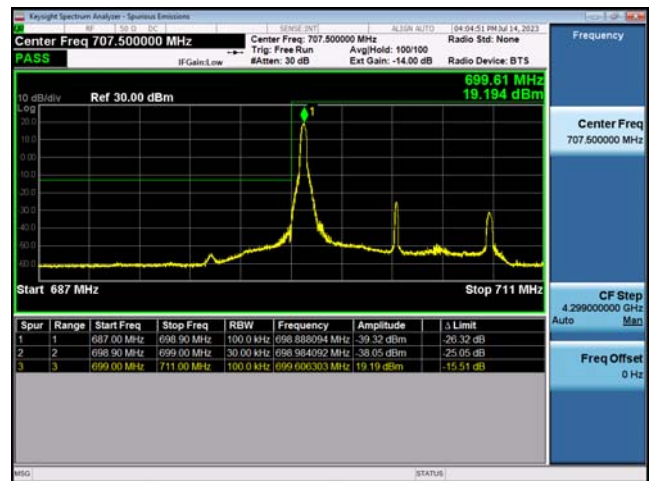 Keysight Spectrum Analyzer - Spurious Emissions
RF 50 Ω DC SENSE:INT ALIGN AUTO 04:04:51 PM Jul 14, 2023
Center Freq 707.500000 MHz
Center Freq: 707.500000 MHz Radio Std: None
Trig: Free Run Avg|Hold: 100/100
PASS IFGain:Low #Atten: 30 dB Ext Gain: -14.00 dB Radio Device: BTS
Frequency
699.61 MHz
19.194 dBm
10 dB/div Ref 30.00 dBm
Log
20.0
10.0
0.00
10.0
20.0
30.0
40.0
50.0
60.0
1
Start 687 MHz Stop 711 MHz
Center Freq
707.500000 MHz
CF Step
4.299000000 GHz
Auto Man
Freq Offset
0 Hz
Spur Range Start Freq Stop Freq RBW Frequency Amplitude Δ Limit
1 1 687.00 MHz 698.90 MHz 100.0 kHz 698.888094 MHz -39.32 dBm -26.32 dB
2 2 698.90 MHz 699.00 MHz 30.00 kHz 698.984092 MHz -38.05 dBm -25.05 dB
3 3 699.00 MHz 711.00 MHz 100.0 kHz 699.606303 MHz 19.19 dBm -15.51 dB
MSG STATUS